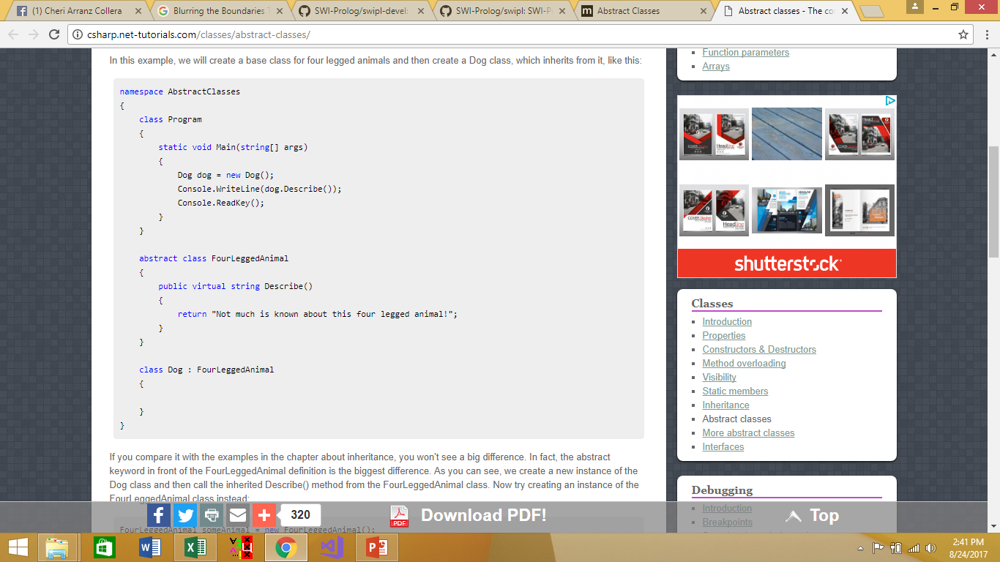 (1) Cheri Arranz Collera
Blurring the Boundaries T
SWI-Prolog/swipl-devel:
SWI-Prolog/swipl: SWI-P
Abstract Classes
Abstract classes - The co
csharp.net-tutorials.com/classes/abstract-classes/
In this example, we will create a base class for four legged animals and then create a Dog class, which inherits from it, like this:
namespace AbstractClasses
{
    class Program
    {
        static void Main(string[] args)
        {
            Dog dog = new Dog();
            Console.WriteLine(dog.Describe());
            Console.ReadKey();
        }
    }
    abstract class FourLeggedAnimal
    {
        public virtual string Describe()
        {
            return "Not much is known about this four legged animal!";
        }
    }
    class Dog : FourLeggedAnimal
    {
    }
}
If you compare it with the examples in the chapter about inheritance, you won't see a big difference. In fact, the abstract
keyword in front of the FourLeggedAnimal definition is the biggest difference. As you can see, we create a new instance of the
Dog class and then call the inherited Describe() method from the FourLeggedAnimal class. Now try creating an instance of the
FourLeggedAnimal class instead:
FourLeggedAnimal someAnimal = new FourLeggedAnimal();
Function parameters
Arrays
shutterstock
Classes
Introduction
Properties
Constructors & Destructors
Method overloading
Visibility
Static members
Inheritance
Abstract classes
More abstract classes
Interfaces
Debugging
Introduction
Breakpoints
320
PDF
Download PDF!
Top
2:41 PM
8/24/2017